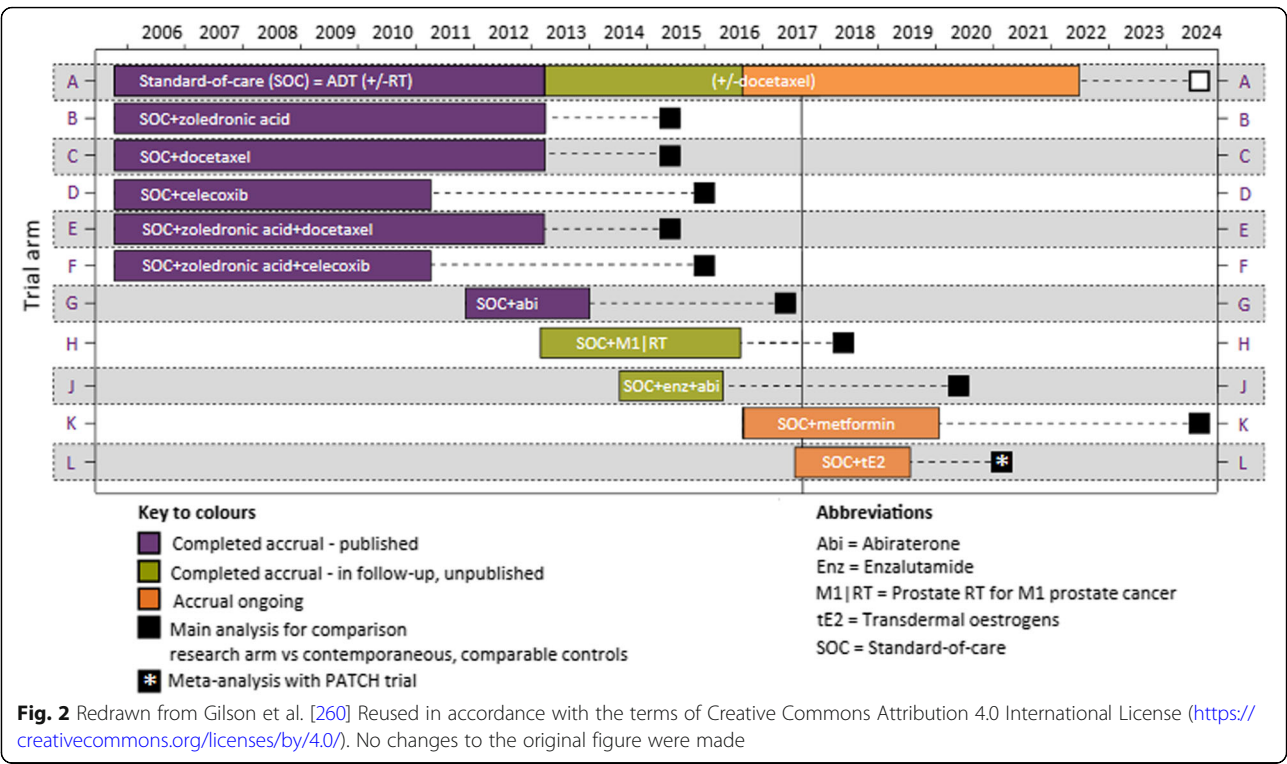 2006 2007 2008 2009 2010 2011 2012 2013 2014 2015 2016 2017 2018 2019 2020 2021 2022 2023 2024
Trial arm
A Standard-of-care (SOC) = ADT (+/-RT) (+/-docetaxel) A
B SOC+zoledronic acid B
C SOC+docetaxel C
D SOC+celecoxib D
E SOC+zoledronic acid+docetaxel E
F SOC+zoledronic acid+celecoxib F
G SOC+abi G
H SOC+M1|RT H
J SOC+enz+abi J
K SOC+metformin K
L SOC+tE2 * L
Key to colours
Completed accrual - published
Completed accrual - in follow-up, unpublished
Accrual ongoing
Main analysis for comparison
research arm vs contemporaneous, comparable controls
* Meta-analysis with PATCH trial
Abbreviations
Abi = Abiraterone
Enz = Enzalutamide
M1|RT = Prostate RT for M1 prostate cancer
tE2 = Transdermal oestrogens
SOC = Standard-of-care
Fig. 2 Redrawn from Gilson et al. [260] Reused in accordance with the terms of Creative Commons Attribution 4.0 International License (https://
creativecommons.org/licenses/by/4.0/). No changes to the original figure were made